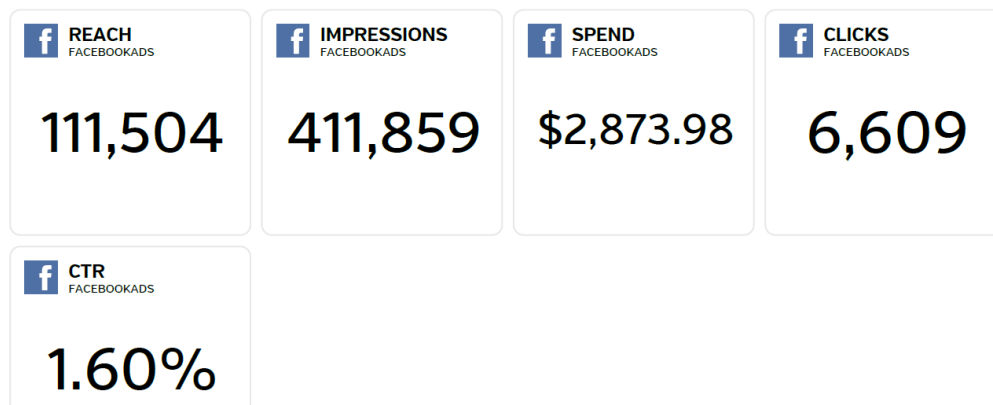 REACH
FACEBOOKADS
111,504
IMPRESSIONS
FACEBOOKADS
411,859
SPEND
FACEBOOKADS
$2,873.98
CLICKS
FACEBOOKADS
6,609
CTR
FACEBOOKADS
1.60%